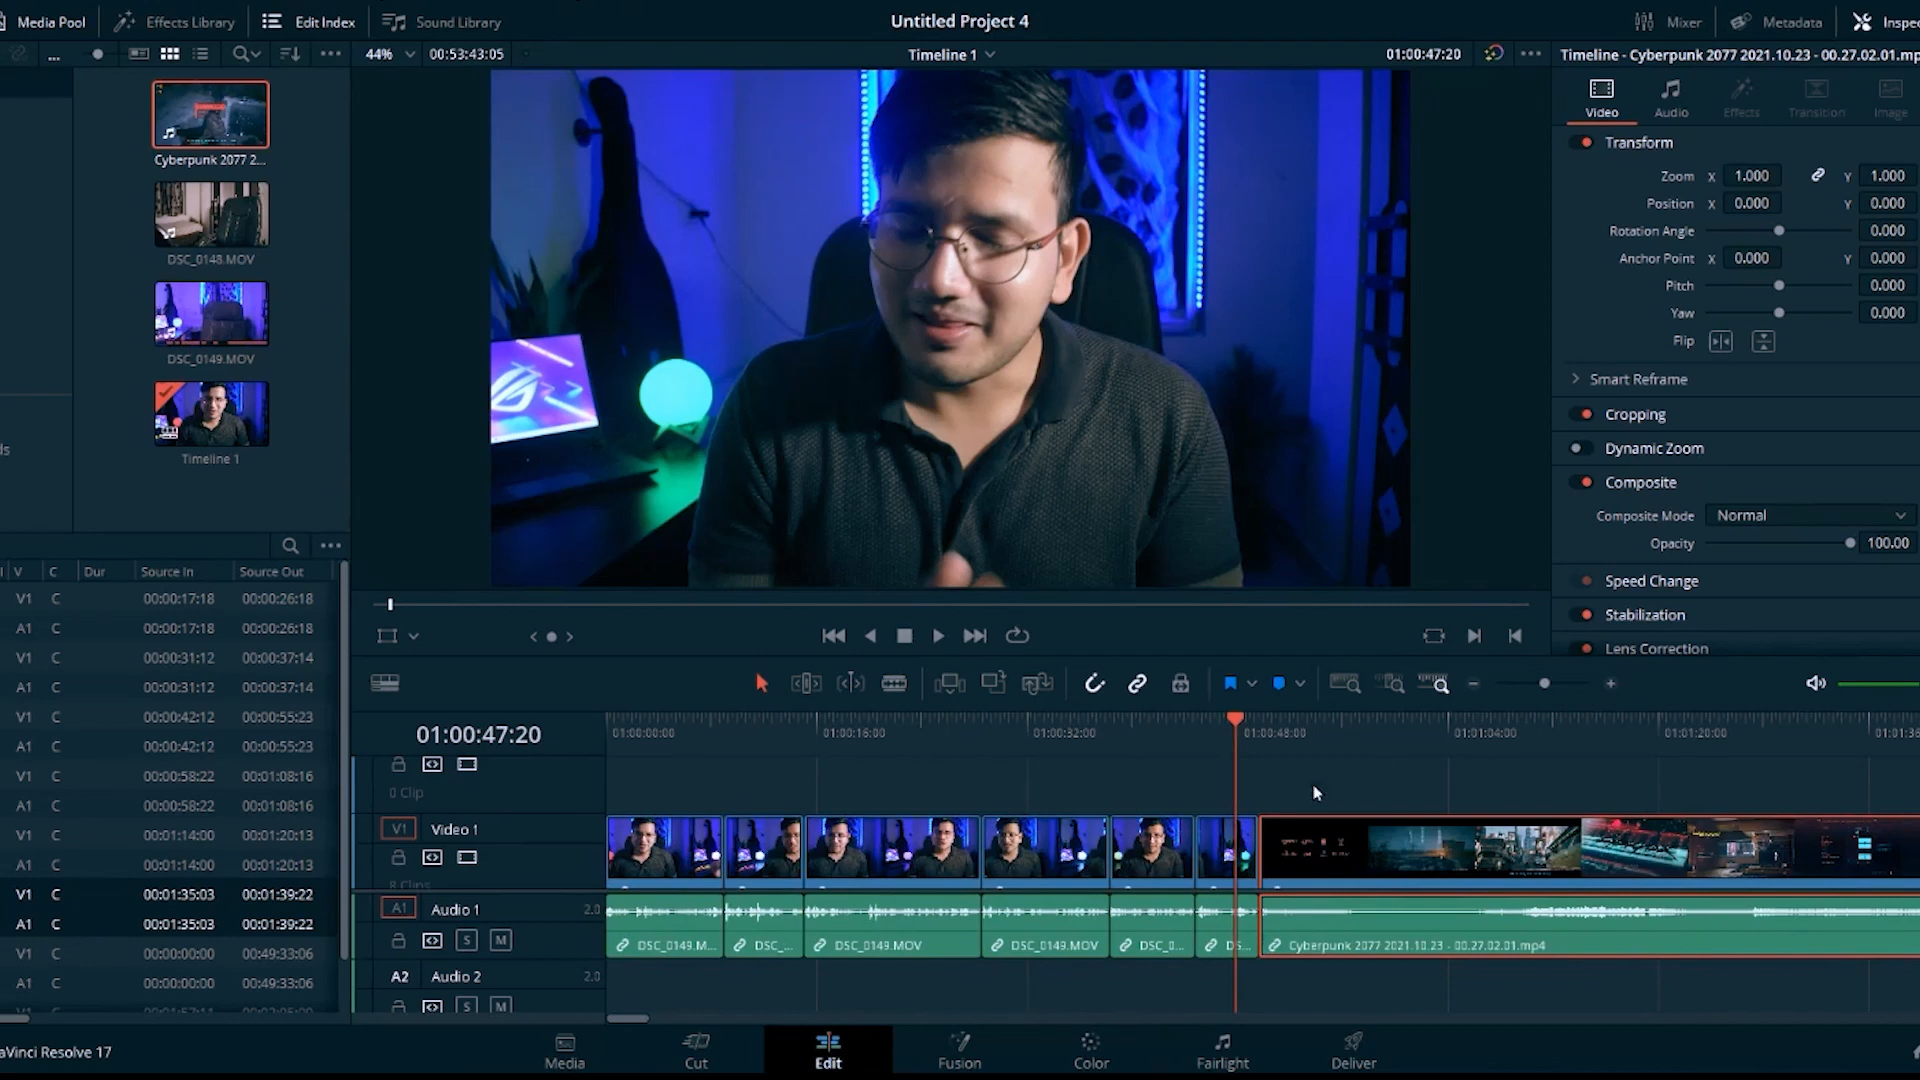 Media Pool
Effects Library
Edit Index
Sound Library
Untitled Project 4
Mixer
Metadata
Inspec
44%
00:53:43:05
Timeline 1
01:00:47:20
Timeline - Cyberpunk 2077 2021.10.23 - 00.27.02.01.mp
Video
Audio
Effects
Transition
Image
Cyberpunk 2077 2...
DSC_0148.MOV
DSC_0149.MOV
Timeline 1
Transform
Zoom X 1.000 Y 1.000
Position X 0.000 Y 0.000
Rotation Angle 0.000
Anchor Point X 0.000 Y 0.000
Pitch 0.000
Yaw 0.000
Flip
Smart Reframe
Cropping
Dynamic Zoom
Composite
Composite Mode Normal
Opacity 100.00
Speed Change
Stabilization
Lens Correction
ds
V C Dur Source In Source Out
V1 C 00:00:17:18 00:00:26:18
A1 C 00:00:17:18 00:00:26:18
V1 C 00:00:31:12 00:00:37:14
A1 C 00:00:31:12 00:00:37:14
V1 C 00:00:42:12 00:00:55:23
A1 C 00:00:42:12 00:00:55:23
V1 C 00:00:58:22 00:01:08:16
A1 C 00:00:58:22 00:01:08:16
V1 C 00:01:14:00 00:01:20:13
A1 C 00:01:14:00 00:01:20:13
V1 C 00:01:35:03 00:01:39:22
A1 C 00:01:35:03 00:01:39:22
V1 C 00:00:00:00 00:49:33:06
A1 C 00:00:00:00 00:49:33:06
01:00:47:20
01:00:00:00 01:00:16:00 01:00:32:00 01:00:48:00 01:01:04:00 01:01:20:00 01:01:36
0 Clip
V1 Video 1
8 Clips
A1 Audio 1 2.0
S M
DSC_0149.M... DSC_... DSC_0149.MOV DSC_0149.MOV DSC_0... DS... Cyberpunk 2077 2021.10.23 - 00.27.02.01.mp4
A2 Audio 2 2.0
S M
aVinci Resolve 17
Media
Cut
Edit
Fusion
Color
Fairlight
Deliver